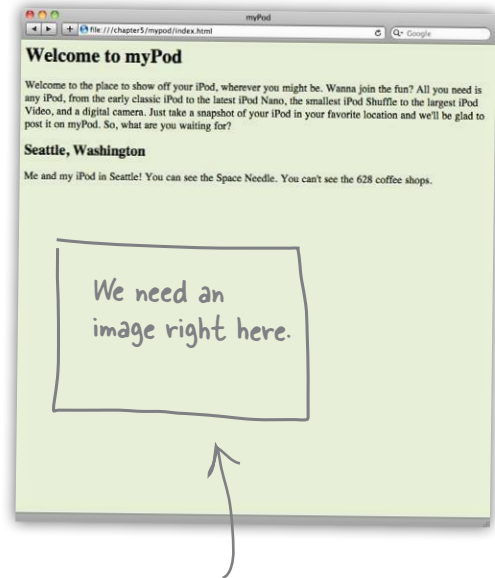 myPod
file:///chapter5/mypod/index.html
Google
Welcome to myPod
Welcome to the place to show off your iPod, wherever you might be. Wanna join the fun? All you need is
any iPod, from the early classic iPod to the latest iPod Nano, the smallest iPod Shuffle to the largest iPod
Video, and a digital camera. Just take a snapshot of your iPod in your favorite location and we'll be glad to
post it on myPod. So, what are you waiting for?
Seattle, Washington
Me and my iPod in Seattle! You can see the Space Needle. You can't see the 628 coffee shops.
We need an
image right here.